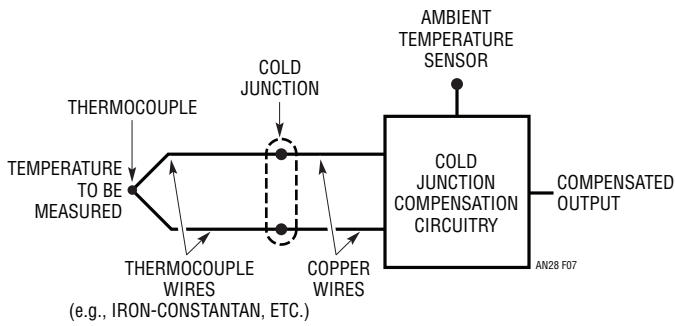 AMBIENT
TEMPERATURE
SENSOR
COLD
JUNCTION
THERMOCOUPLE
TEMPERATURE
TO BE
MEASURED
COLD
JUNCTION
COMPENSATION
CIRCUITRY
COMPENSATED
OUTPUT
THERMOCOUPLE
WIRES
(e.g., IRON-CONSTANTAN, ETC.)
COPPER
WIRES
AN28 F07